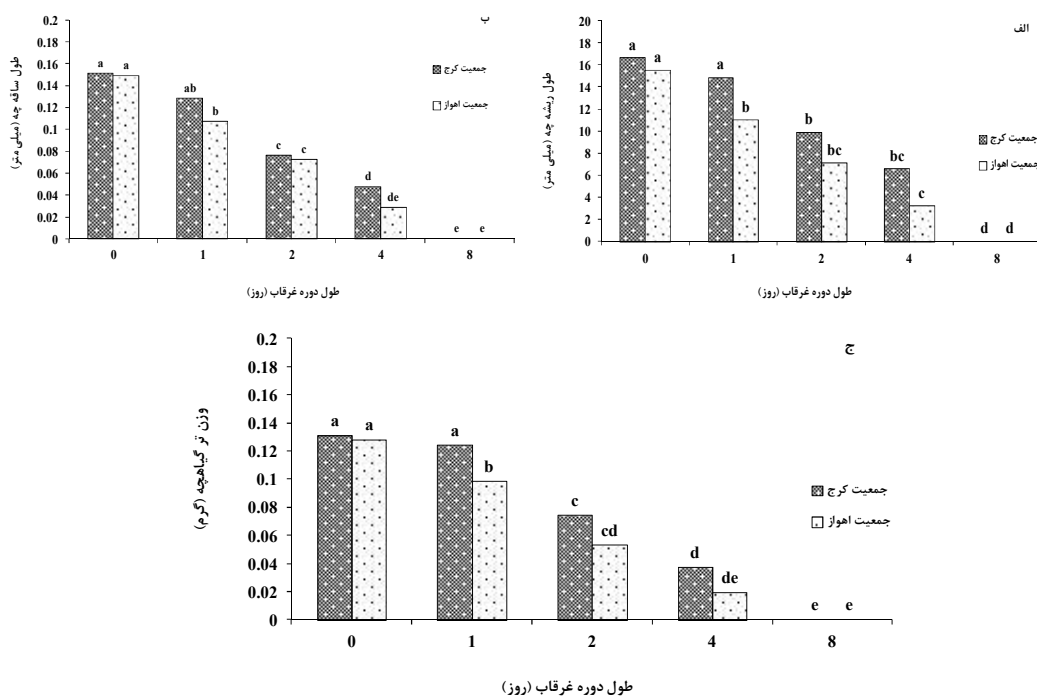 الف
طول ریشه چه (میلی متر)
20
18
16
14
12
10
8
6
4
2
0
a a a b b bc bc c d d
جمعیت کرج
جمعیت اهواز
0 1 2 4 8
طول دوره غرقاب (روز)
ب
طول ساقه چه (میلی متر)
0.2
0.18
0.16
0.14
0.12
0.1
0.08
0.06
0.04
0.02
0
a a ab b c c d de e e
جمعیت کرج
جمعیت اهواز
0 1 2 4 8
طول دوره غرقاب (روز)
ج
وزن تر گیاهچه (گرم)
0.2
0.18
0.16
0.14
0.12
0.1
0.08
0.06
0.04
0.02
0
a a a b c cd d de e e
جمعیت کرج
جمعیت اهواز
0 1 2 4 8
طول دوره غرقاب (روز)